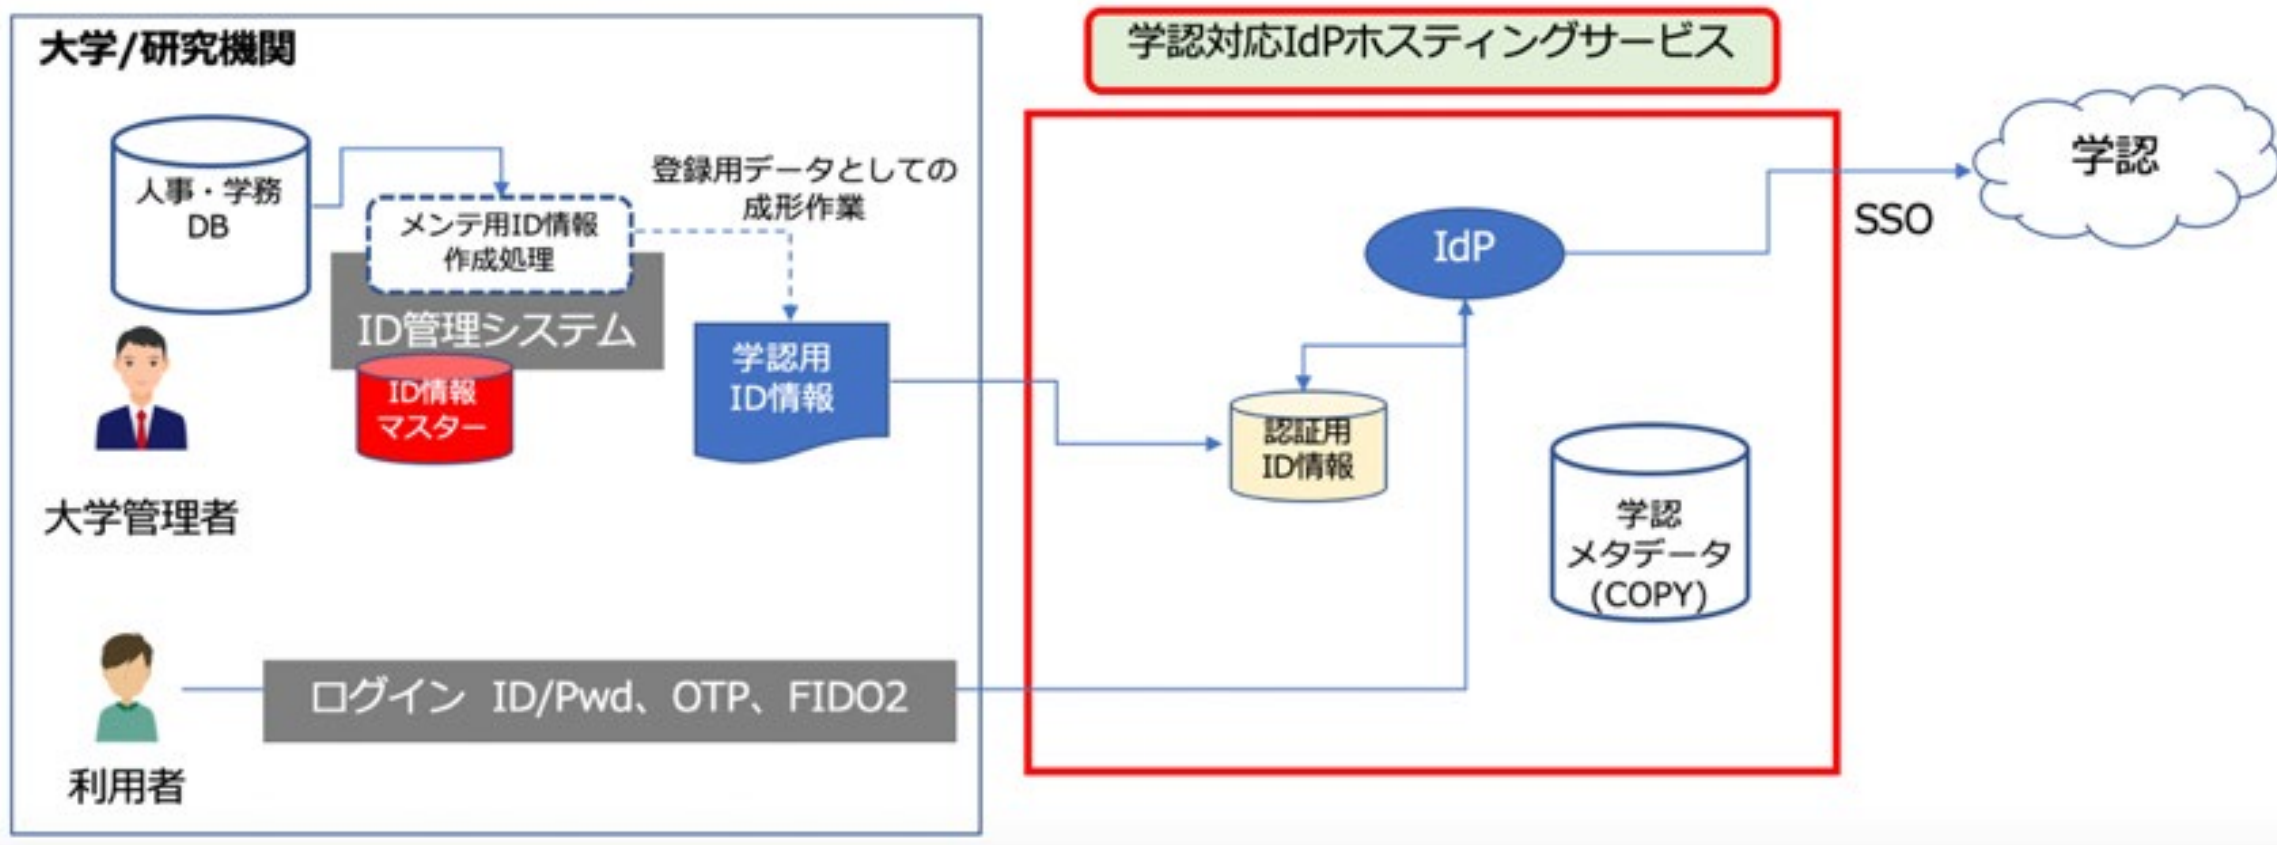 大学/研究機関
学認対応IdPホスティングサービス
人事・学務
DB
メンテ用ID情報
作成処理
登録用データとしての
成形作業
ID管理システム
ID情報
マスター
学認用
ID情報
大学管理者
IdP
認証用
ID情報
学認
メタデータ
(COPY)
SSO
学認
ログイン ID/Pwd、OTP、FIDO2
利用者